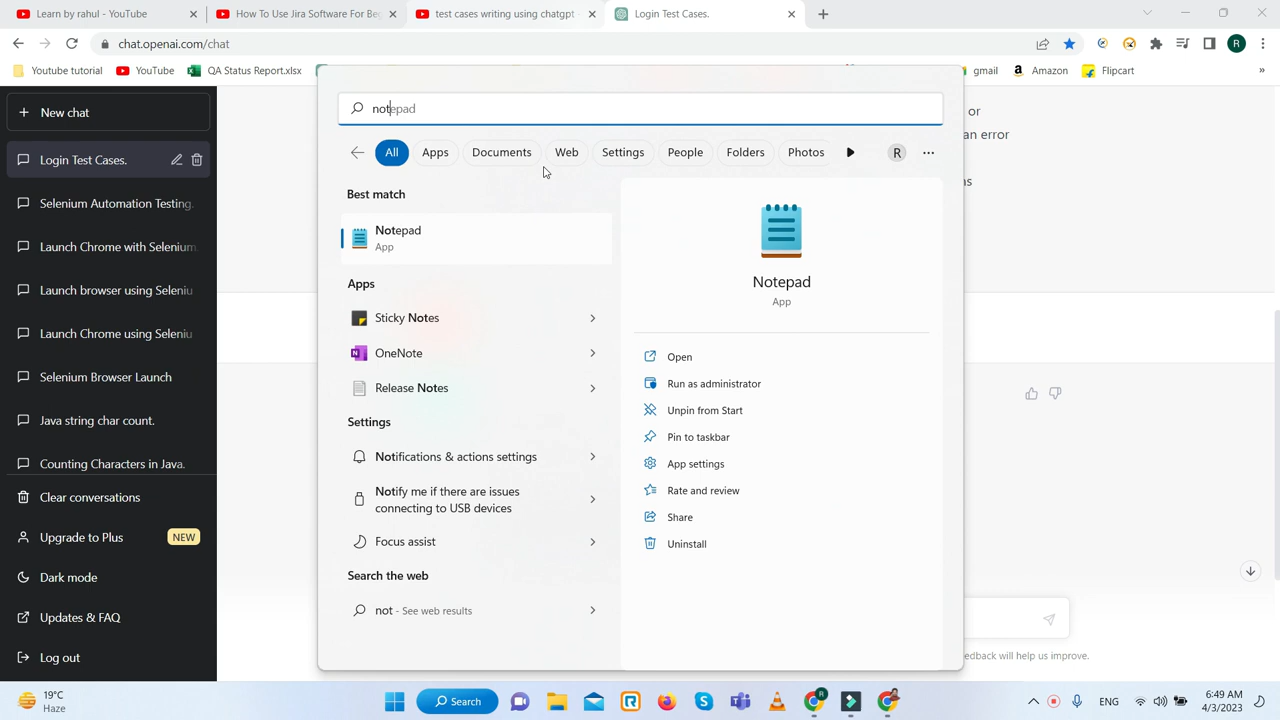 Learn by rahul - YouTube
How To Use Jira Software For Be
test cases writing using chatgpt -
Login Test Cases.
chat.openai.com/chat
R
Youtube tutorial
YouTube
QA Status Report.xlsx
gmail
Amazon
Flipcart
»
New chat
Login Test Cases.
Selenium Automation Testing.
Launch Chrome with Selenium.
Launch browser using Seleniu
Launch Chrome using Seleniu
Selenium Browser Launch
Java string char count.
Counting Characters in Java.
Clear conversations
Upgrade to Plus
NEW
Dark mode
Updates & FAQ
Log out
notepad
All
Apps
Documents
Web
Settings
People
Folders
Photos
R
Best match
Notepad
App
Apps
Sticky Notes
OneNote
Release Notes
Settings
Notifications & actions settings
Notify me if there are issues
connecting to USB devices
Focus assist
Search the web
not - See web results
Notepad
App
Open
Run as administrator
Unpin from Start
Pin to taskbar
App settings
Rate and review
Share
Uninstall
or
an error
edback will help us improve.
19°C
Haze
Search
ENG
6:49 AM
4/3/2023